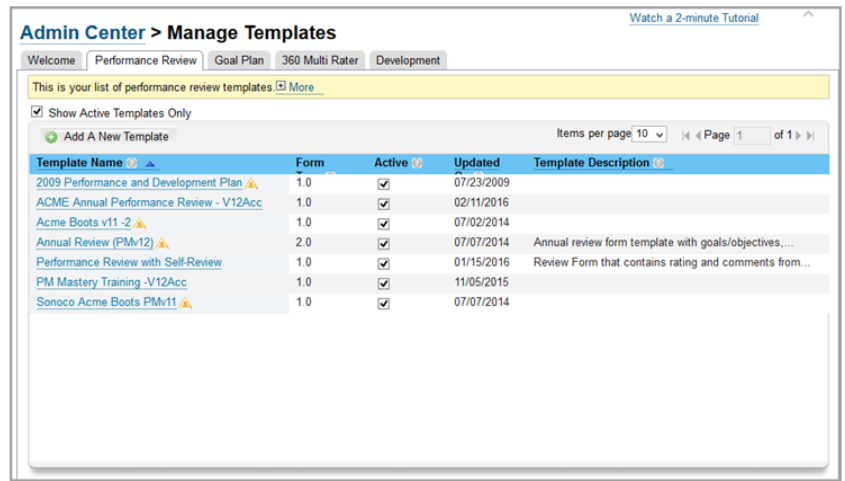 Watch a 2-minute Tutorial
Admin Center > Manage Templates
Welcome Performance Review Goal Plan 360 Multi Rater Development
This is your list of performance review templates. More
Show Active Templates Only
Add A New Template Items per page 10 Page 1 of 1
Template Name Form Active Updated Template Description
2009 Performance and Development Plan 1.0 07/23/2009
ACME Annual Performance Review - V12Acc 1.0 02/11/2016
Acme Boots v11 -2 1.0 07/02/2014
Annual Review (PMv12) 2.0 07/07/2014 Annual review form template with goals/objectives,...
Performance Review with Self-Review 1.0 01/15/2016 Review Form that contains rating and comments from...
PM Mastery Training -V12Acc 1.0 11/05/2015
Sonoco Acme Boots PMv11 1.0 07/07/2014